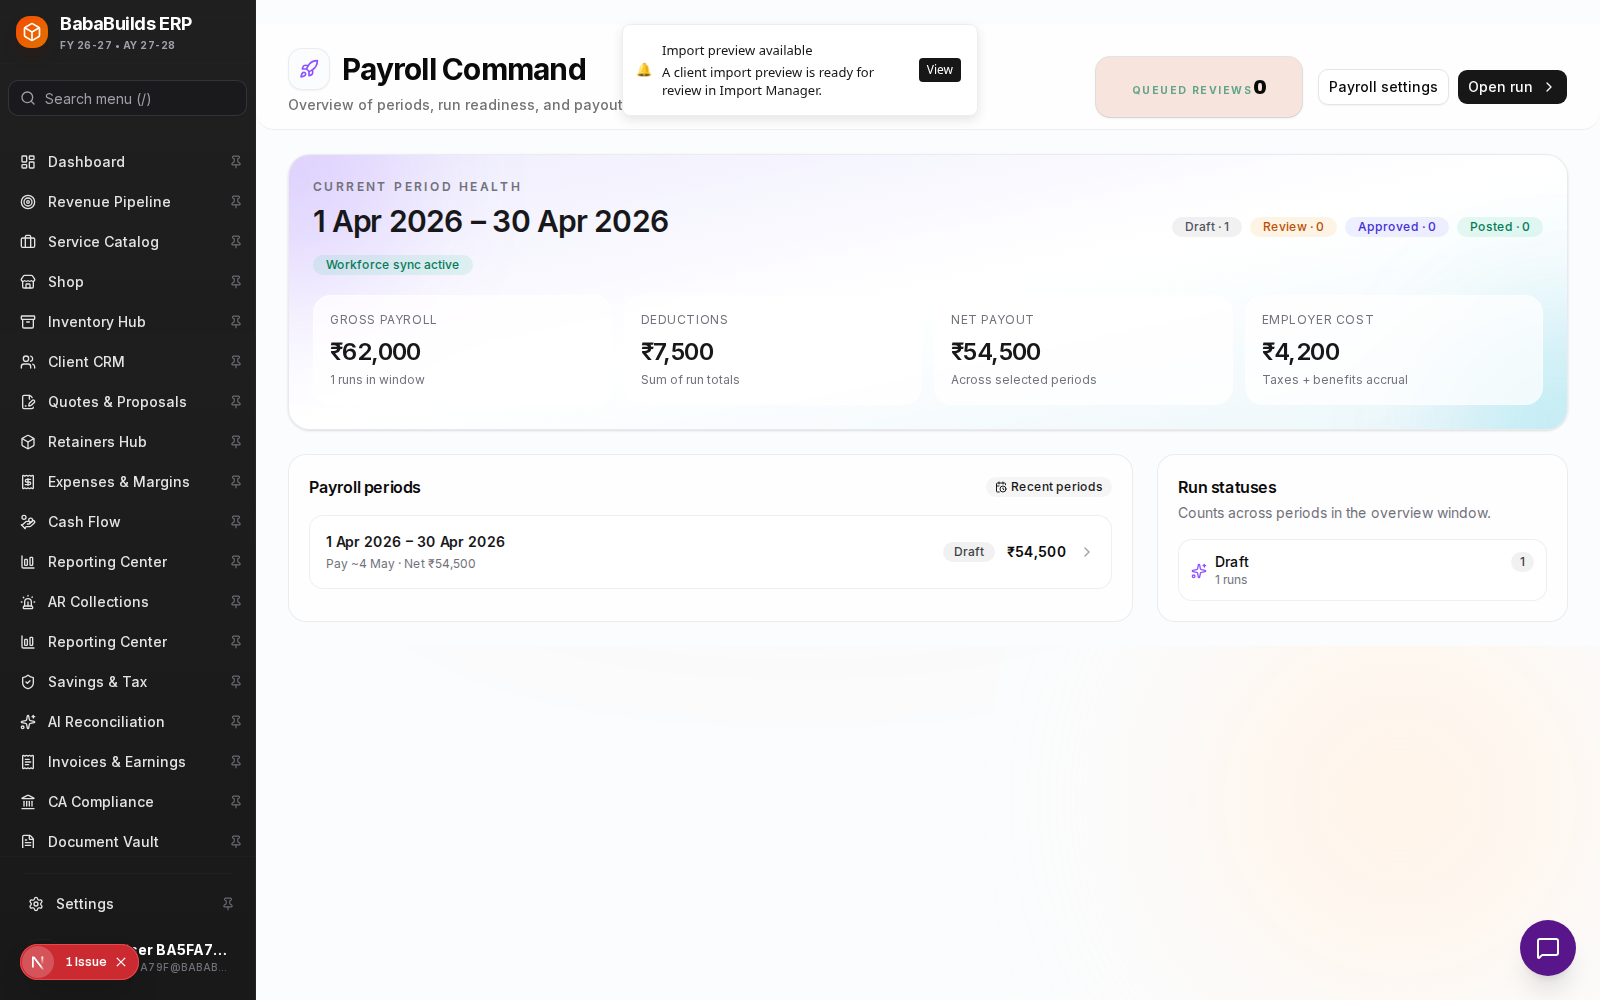 BababBuilds ERP
FY 26-27 • AY 27-28
Search menu (/)
Dashboard
Revenue Pipeline
Service Catalog
Shop
Inventory Hub
Client CRM
Quotes & Proposals
Retainers Hub
Expenses & Margins
Cash Flow
Reporting Center
AR Collections
Reporting Center
Savings & Tax
AI Reconciliation
Invoices & Earnings
CA Compliance
Document Vault
Settings
ser BA5FA7...
A79F@BABAB...
1 Issue
Payroll Command
Overview of periods, run readiness, and payout
Import preview available
A client import preview is ready for
review in Import Manager.
View
QUEUED REVIEWS 0
Payroll settings
Open run
CURRENT PERIOD HEALTH
1 Apr 2026 – 30 Apr 2026
Draft · 1
Review · 0
Approved · 0
Posted · 0
Workforce sync active
GROSS PAYROLL
₹62,000
1 runs in window
DEDUCTIONS
₹7,500
Sum of run totals
NET PAYOUT
₹54,500
Across selected periods
EMPLOYER COST
₹4,200
Taxes + benefits accrual
Payroll periods
Recent periods
1 Apr 2026 – 30 Apr 2026
Pay ~4 May · Net ₹54,500
Draft
₹54,500
Run statuses
Counts across periods in the overview window.
Draft
1 runs
1